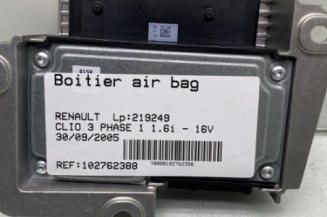 Boitier air bag
RENAULT Lp:219249
CLIO 3 PHASE 1 1.6i - 16V
30/09/2005
REF:102762388